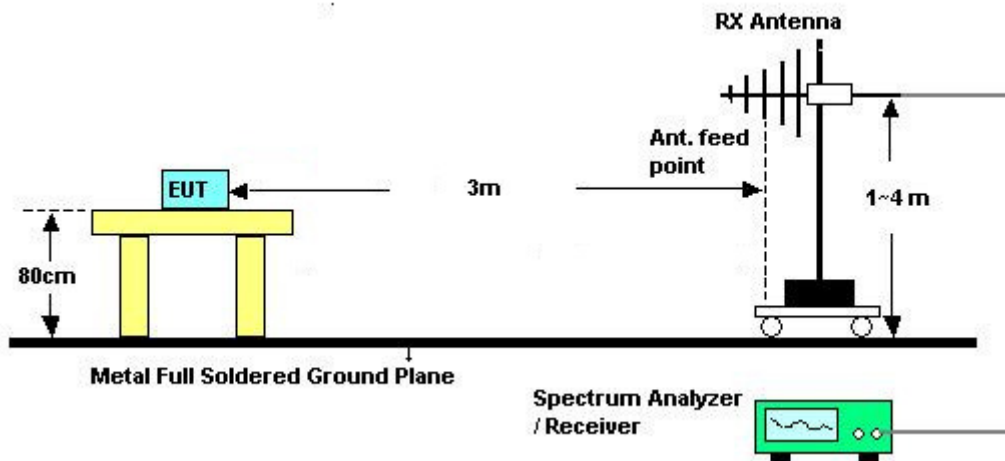 RX Antenna
Ant. feed
point
EUT
3m
1~4 m
80cm
Metal Full Soldered Ground Plane
Spectrum Analyzer
/ Receiver